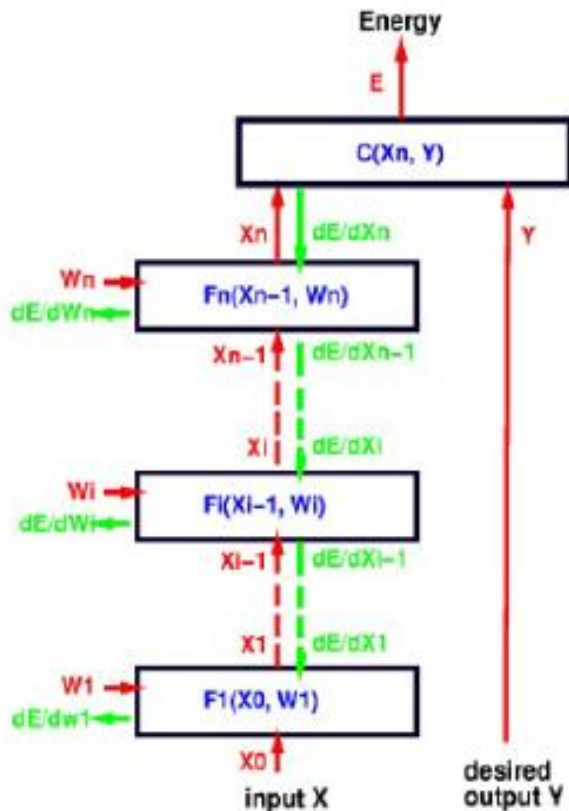 Energy
E
C(Xn, Y)
Xn
dE/dXn
Y
Wn
Fn(Xn-1, Wn)
dE/dWn
Xn-1
dE/dXn-1
Xi
dE/dXi
Wi
Fi(Xi-1, Wi)
dE/dWi
Xi-1
dE/dXi-1
X1
dE/dX1
W1
F1(X0, W1)
dE/dw1
X0
input X
desired
output Y